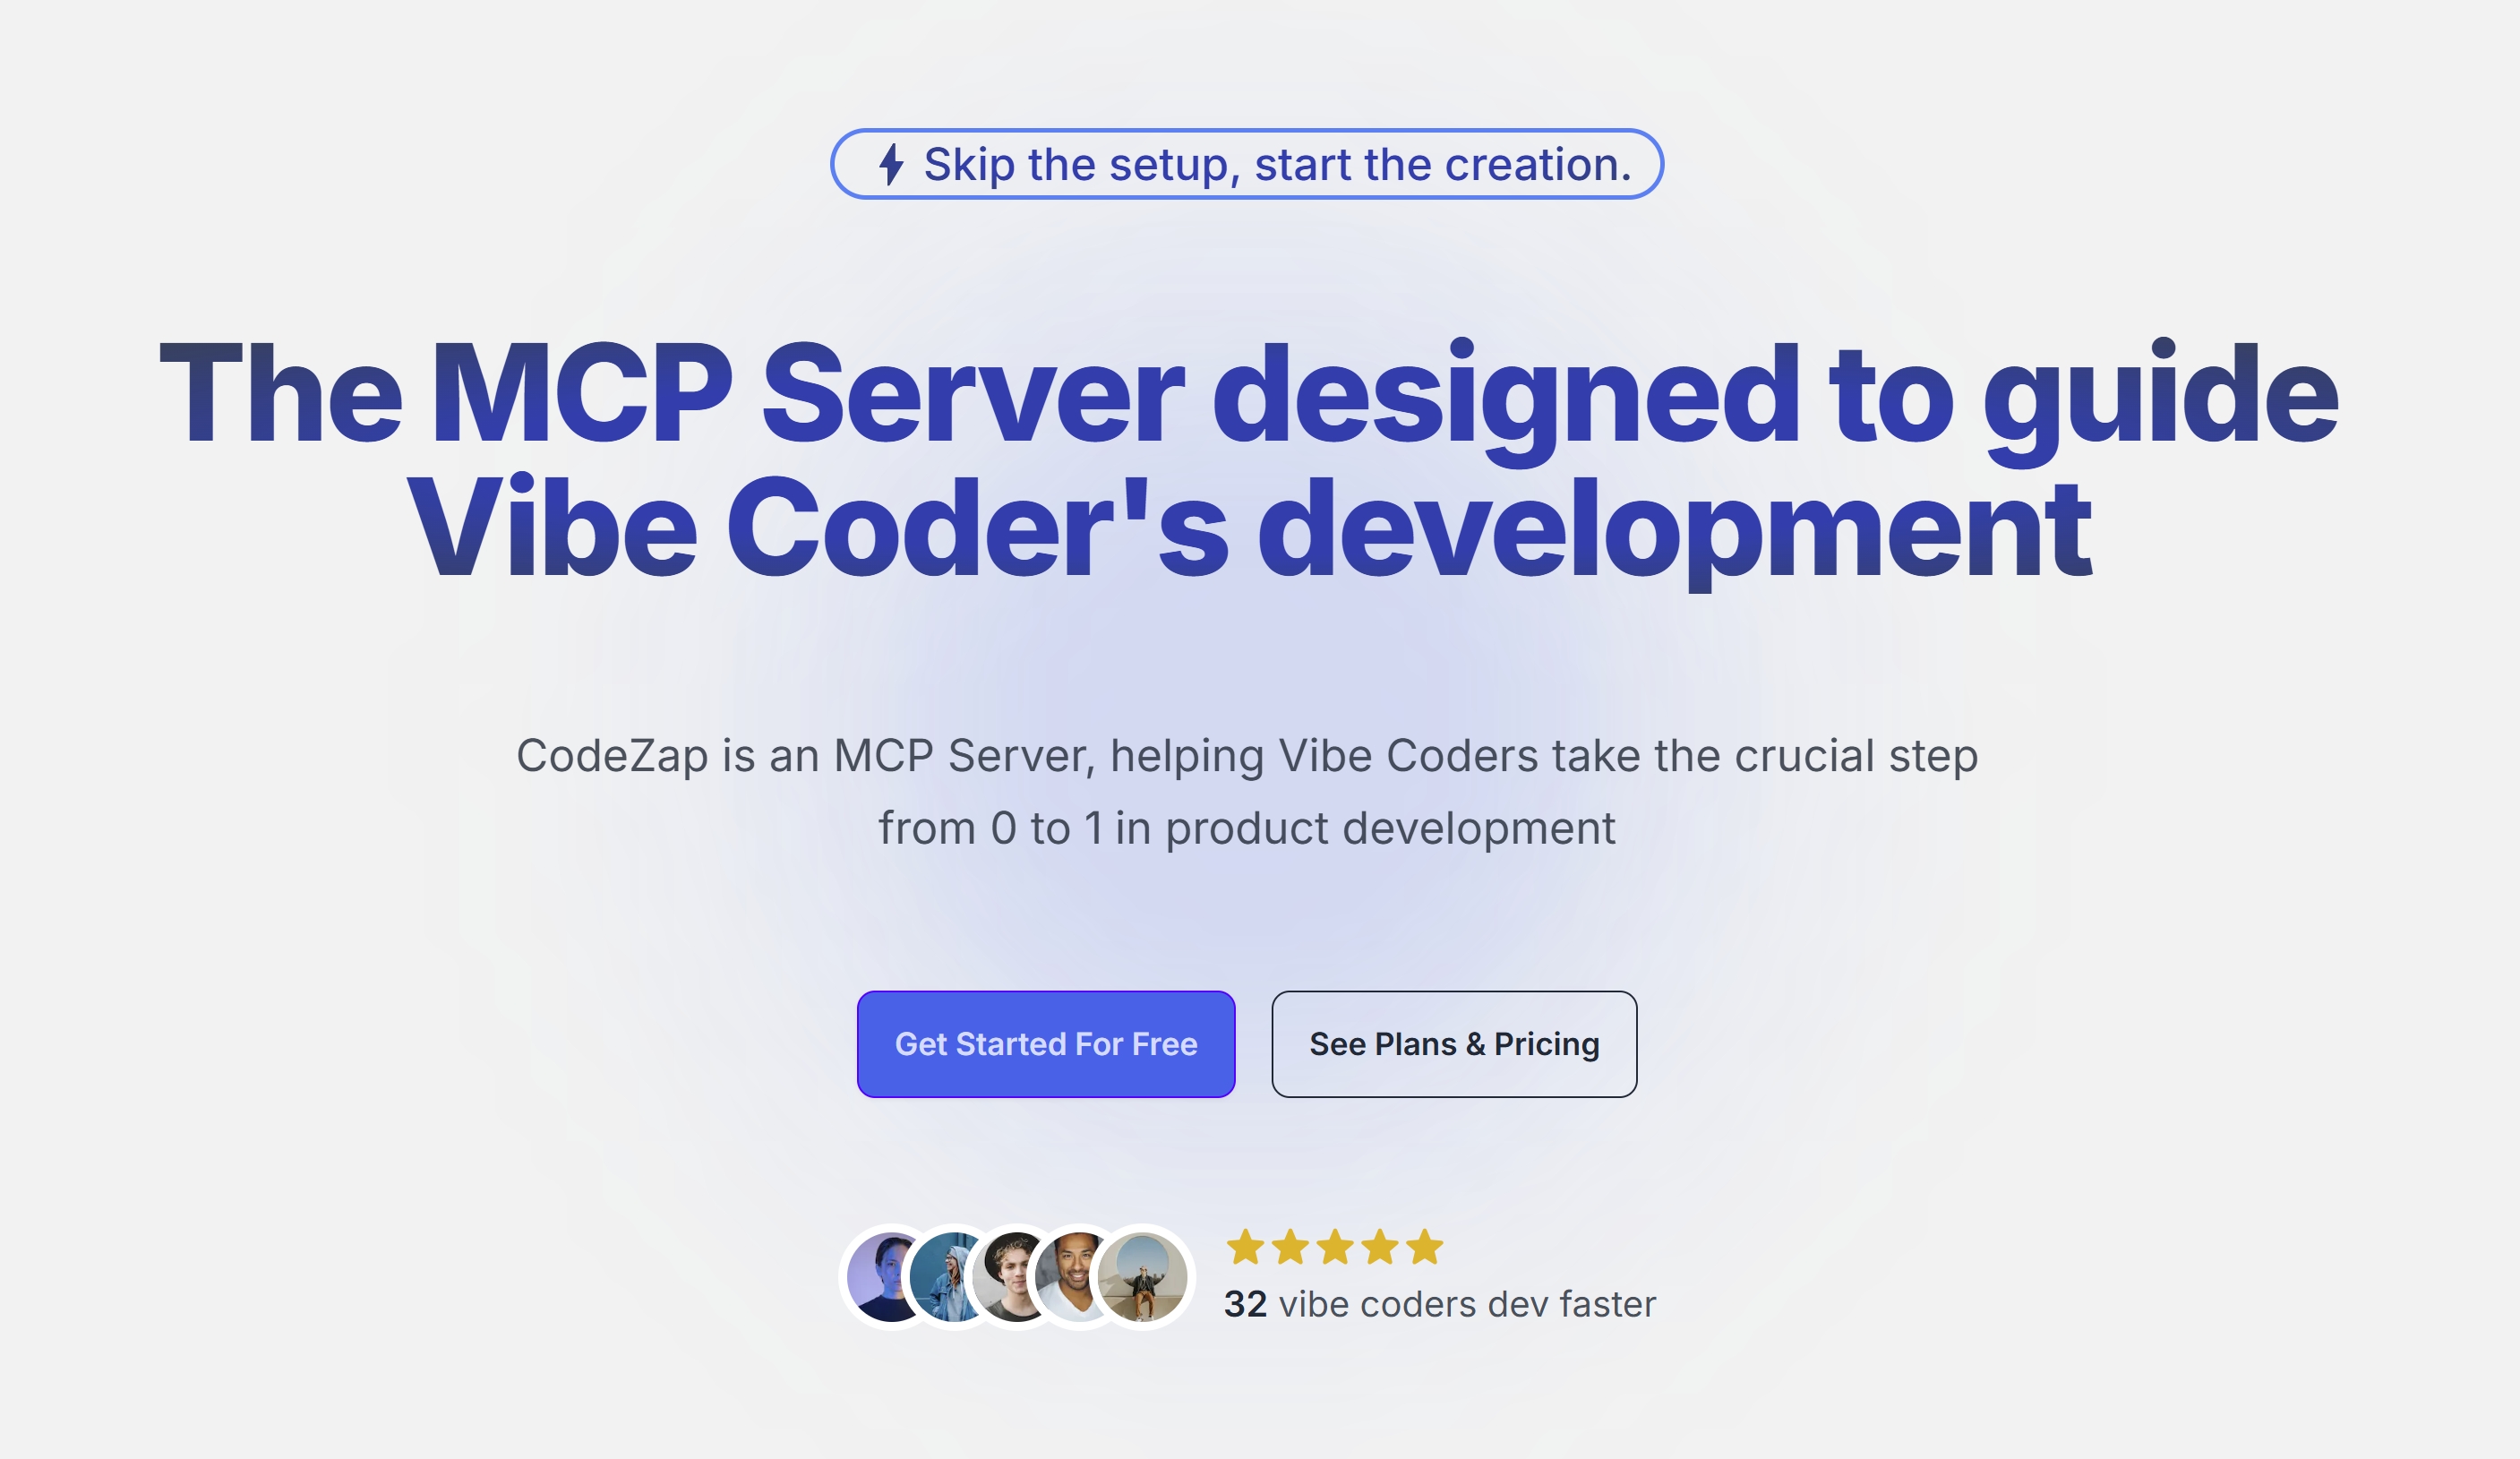 Skip the setup, start the creation.
The MCP Server designed to guide
Vibe Coder's development
CodeZap is an MCP Server, helping Vibe Coders take the crucial step
from 0 to 1 in product development
Get Started For Free
See Plans & Pricing
32 vibe coders dev faster